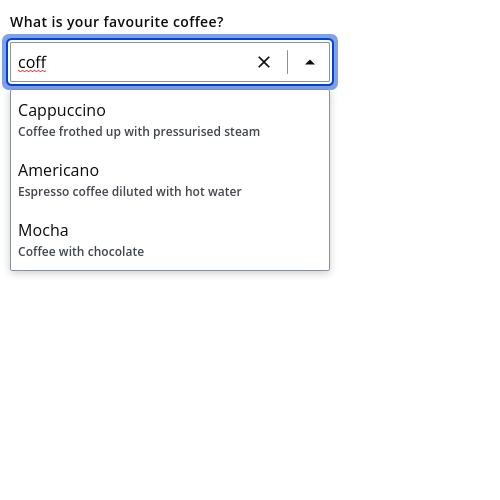 What is your favourite coffee?
coff
Cappuccino
Coffee frothed up with pressurised steam
Americano
Espresso coffee diluted with hot water
Mocha
Coffee with chocolate